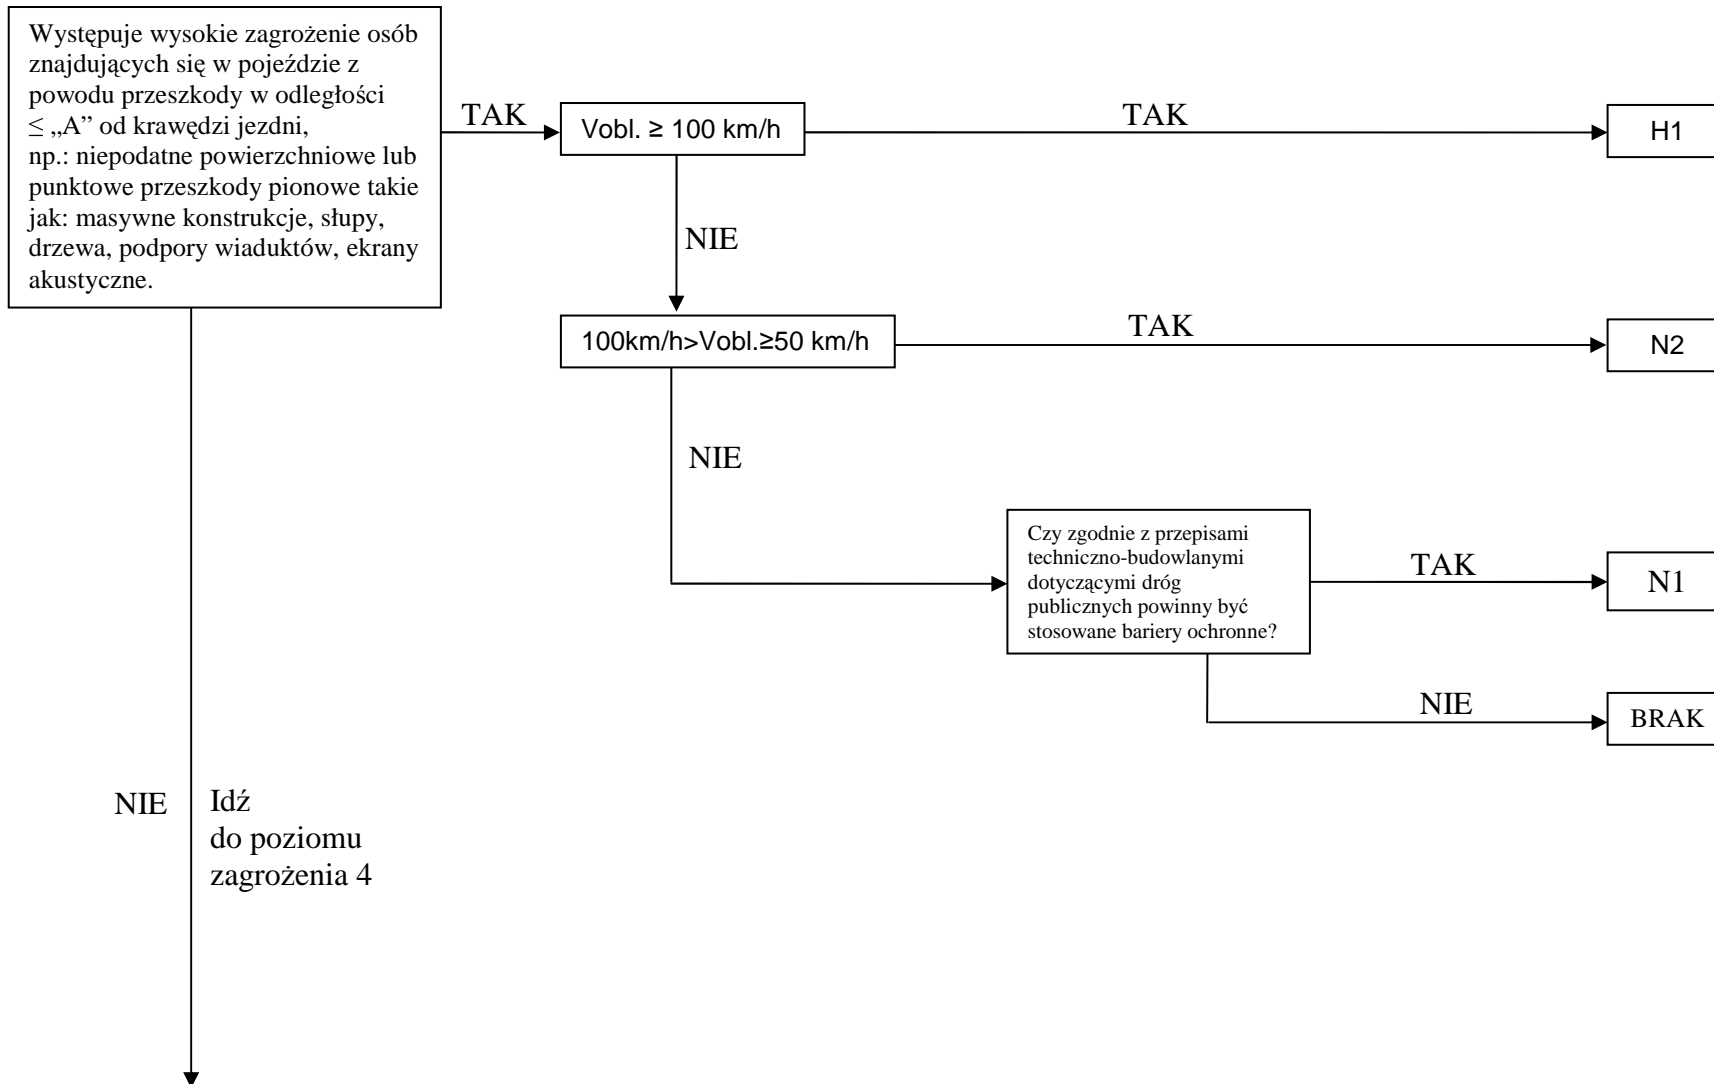 Występuje wysokie zagrożenie osób
znajdujących się w pojeździe z
powodu przeszkody w odległości
≤ „A” od krawędzi jezdni,
np.: niepodatne powierzchniowe lub
punktowe przeszkody pionowe takie
jak: masywne konstrukcje, słupy,
drzewa, podpory wiaduktów, ekrany
akustyczne.
TAK
Vobl. ≥ 100 km/h
TAK
H1
NIE
100km/h>Vobl.≥50 km/h
TAK
N2
NIE
Czy zgodnie z przepisami
techniczno-budowlanymi
dotyczącymi dróg
publicznych powinny być
stosowane bariery ochronne?
TAK
N1
NIE
BRAK
NIE
Idź
do poziomu
zagrożenia 4